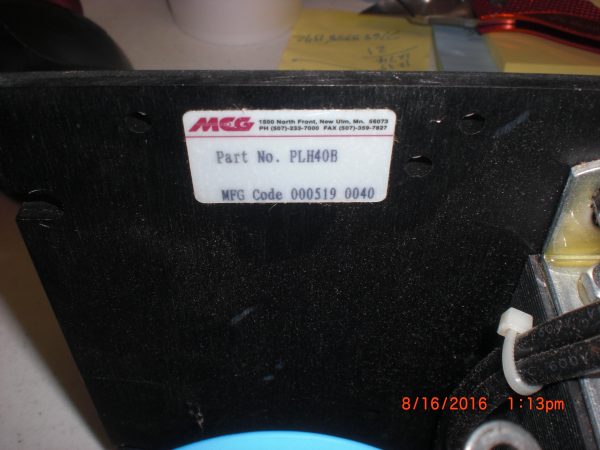 MCG
1500 North Front, New Ulm, Mn. 56073
PH (507)-233-7000 FAX (507)-359-7827
Part No. PLH40B
MFG Code 000519 0040
8/16/2016 1:13pm